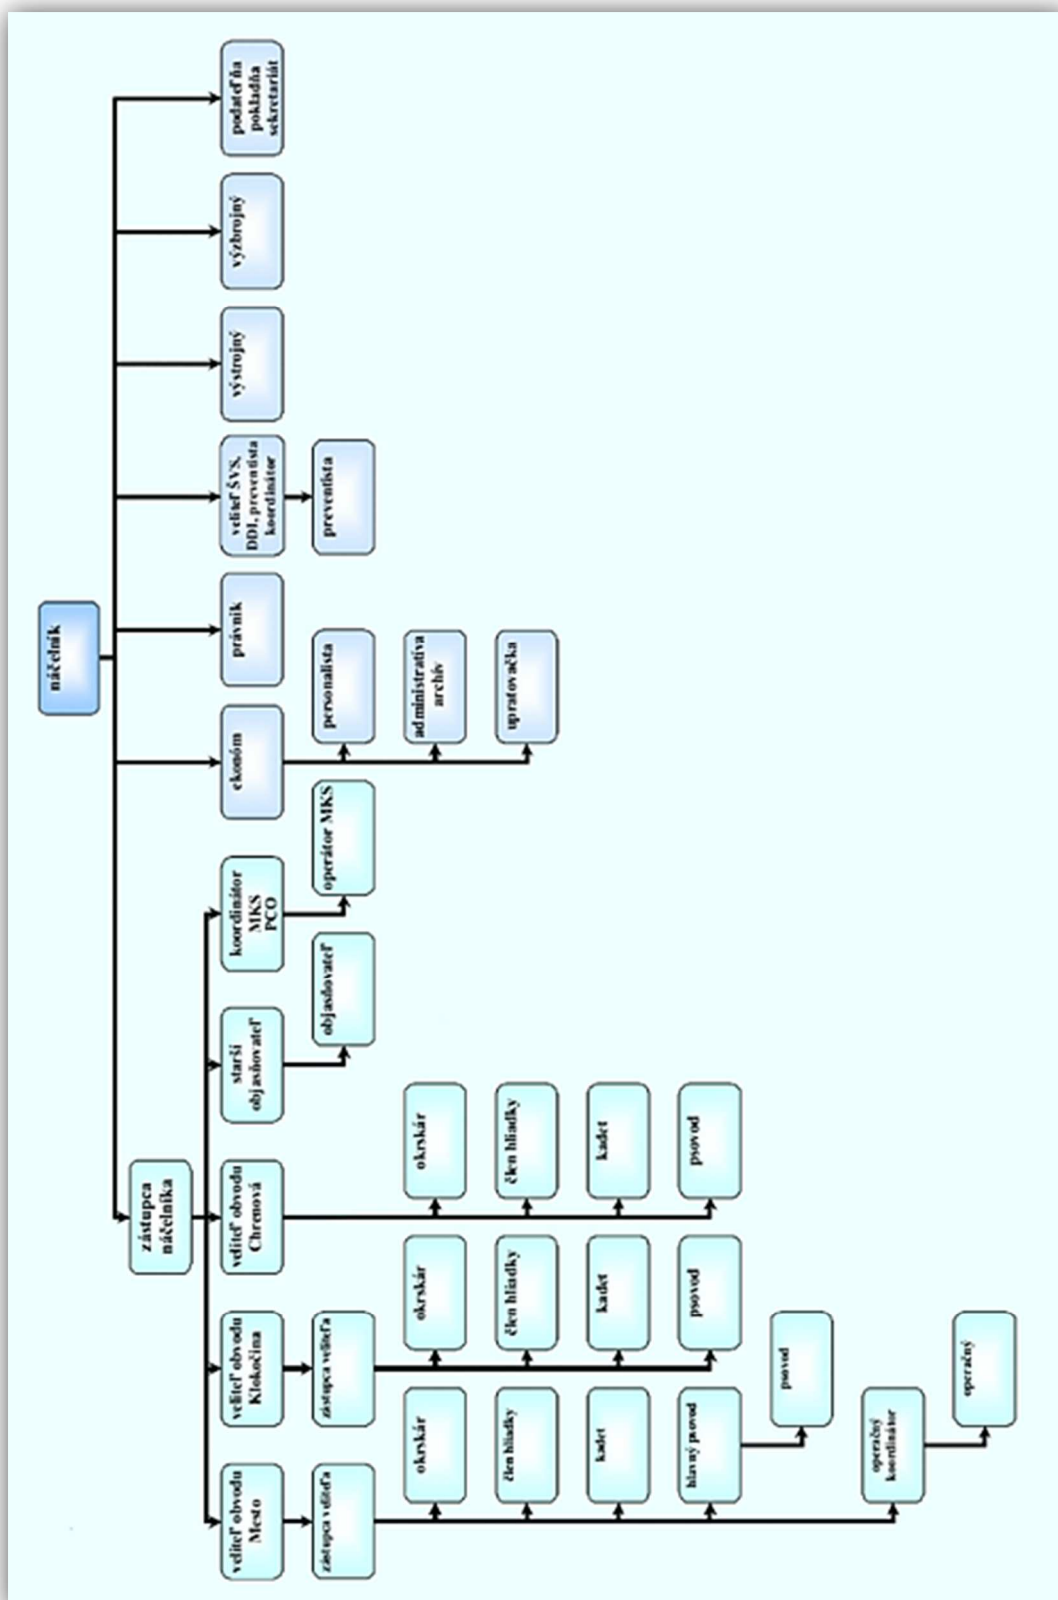 náčelník
zástupca
náčelníka
veliteľ obvodu
Mesto
veliteľ obvodu
Klokočina
veliteľ obvodu
Chrenová
starší
objasňovateľ
koordinátor
MKS
PCO
ekonóm
právnik
veliteľ ŠVS,
DDI, preventista
koordinátor
výstrojný
výzbrojný
podateľňa
pokladňa
sekretariát
zástupca veliteľa
zástupca veliteľa
objasňovateľ
operátor MKS
personalista
preventista
okrskár
okrskár
okrskár
administratíva
archív
člen hliadky
člen hliadky
člen hliadky
upratovačka
kadet
kadet
kadet
hlavný psovod
psovod
psovod
psovod
operačný
koordinátor
operačný